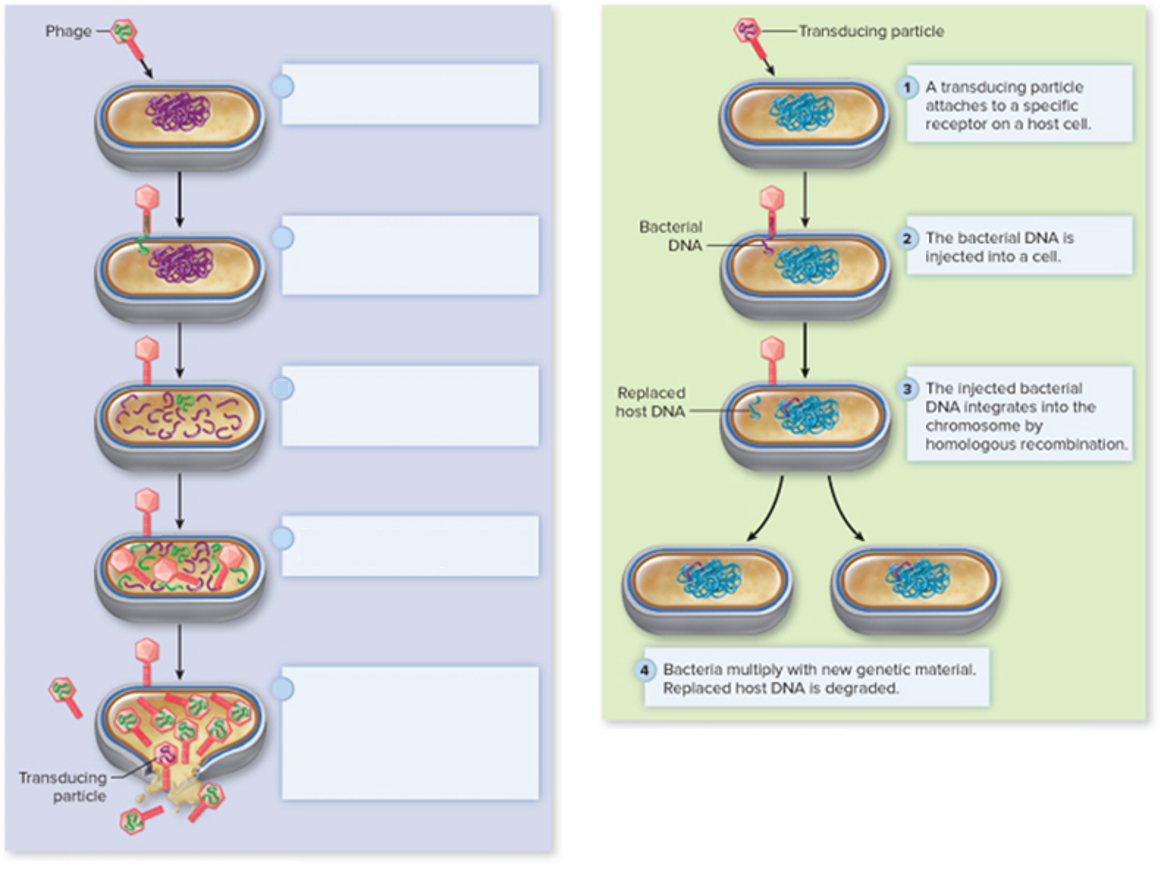 Phage
Transducing
particle
Transducing particle
1 A transducing particle
attaches to a specific
receptor on a host cell.
Bacterial
DNA
2 The bacterial DNA is
injected into a cell.
Replaced
host DNA
3 The injected bacterial
DNA integrates into the
chromosome by
homologous recombination.
4 Bacteria multiply with new genetic material.
Replaced host DNA is degraded.